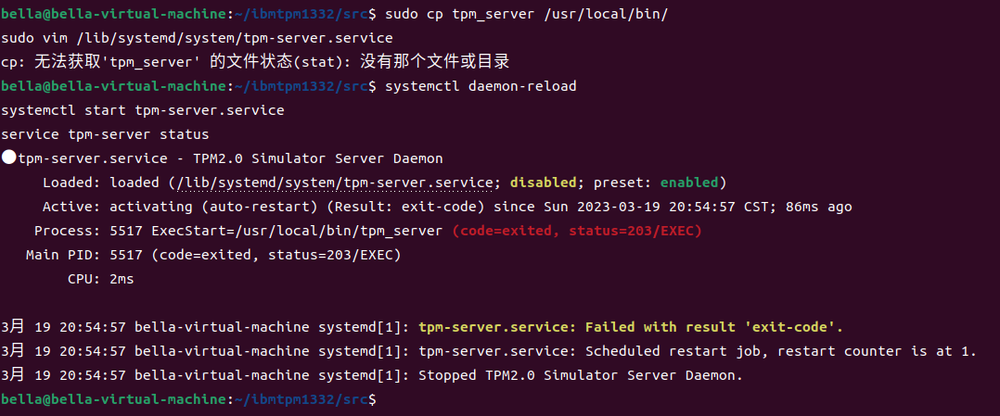 bella@bella-virtual-machine:~/ibmtpm1332/src$ sudo cp tpm_server /usr/local/bin/
sudo vim /lib/systemd/system/tpm-server.service
cp: 无法获取'tpm_server' 的文件状态(stat): 没有那个文件或目录
bella@bella-virtual-machine:~/ibmtpm1332/src$ systemctl daemon-reload
systemctl start tpm-server.service
service tpm-server status
●tpm-server.service - TPM2.0 Simulator Server Daemon
     Loaded: loaded (/lib/systemd/system/tpm-server.service; disabled; preset: enabled)
     Active: activating (auto-restart) (Result: exit-code) since Sun 2023-03-19 20:54:57 CST; 86ms ago
    Process: 5517 ExecStart=/usr/local/bin/tpm_server (code=exited, status=203/EXEC)
   Main PID: 5517 (code=exited, status=203/EXEC)
        CPU: 2ms
3月 19 20:54:57 bella-virtual-machine systemd[1]: tpm-server.service: Failed with result 'exit-code'.
3月 19 20:54:57 bella-virtual-machine systemd[1]: tpm-server.service: Scheduled restart job, restart counter is at 1.
3月 19 20:54:57 bella-virtual-machine systemd[1]: Stopped TPM2.0 Simulator Server Daemon.
bella@bella-virtual-machine:~/ibmtpm1332/src$